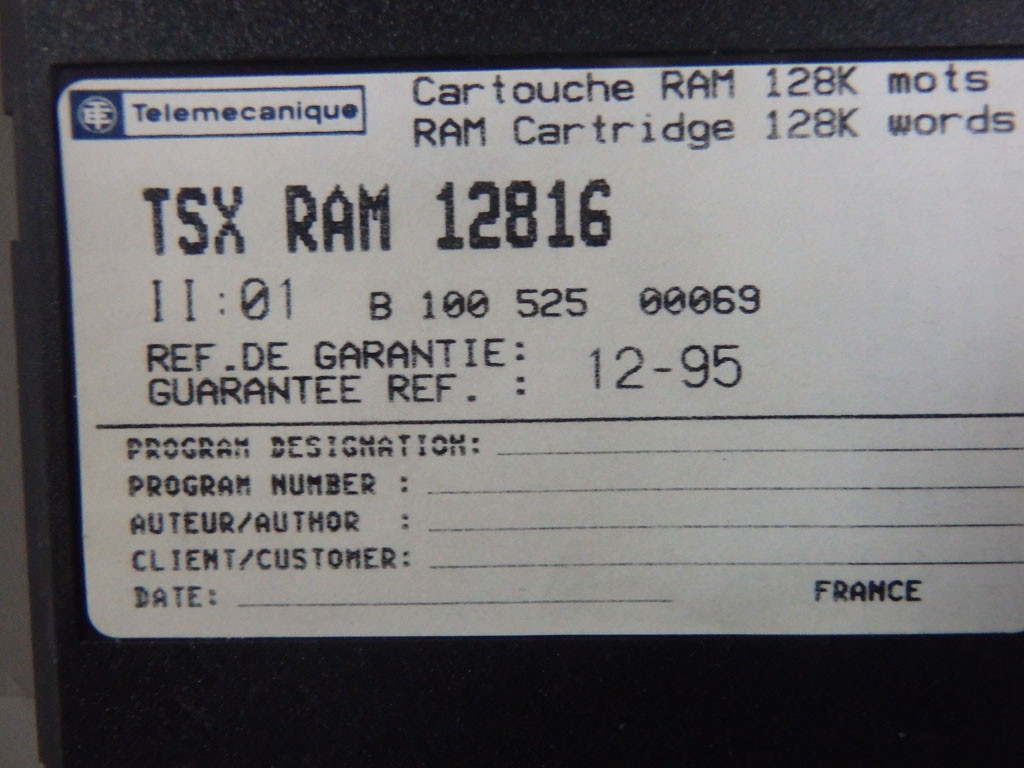 Telemecanique
Cartouche RAM 128K mots
RAM Cartridge 128K words
TSX RAM 12816
II:01 B 100 525 00069
REF.DE GARANTIE: 12-95
GUARANTEE REF. :
PROGRAM DESIGNATION:
PROGRAM NUMBER :
AUTEUR/AUTHOR :
CLIENT/CUSTOMER:
DATE:
FRANCE